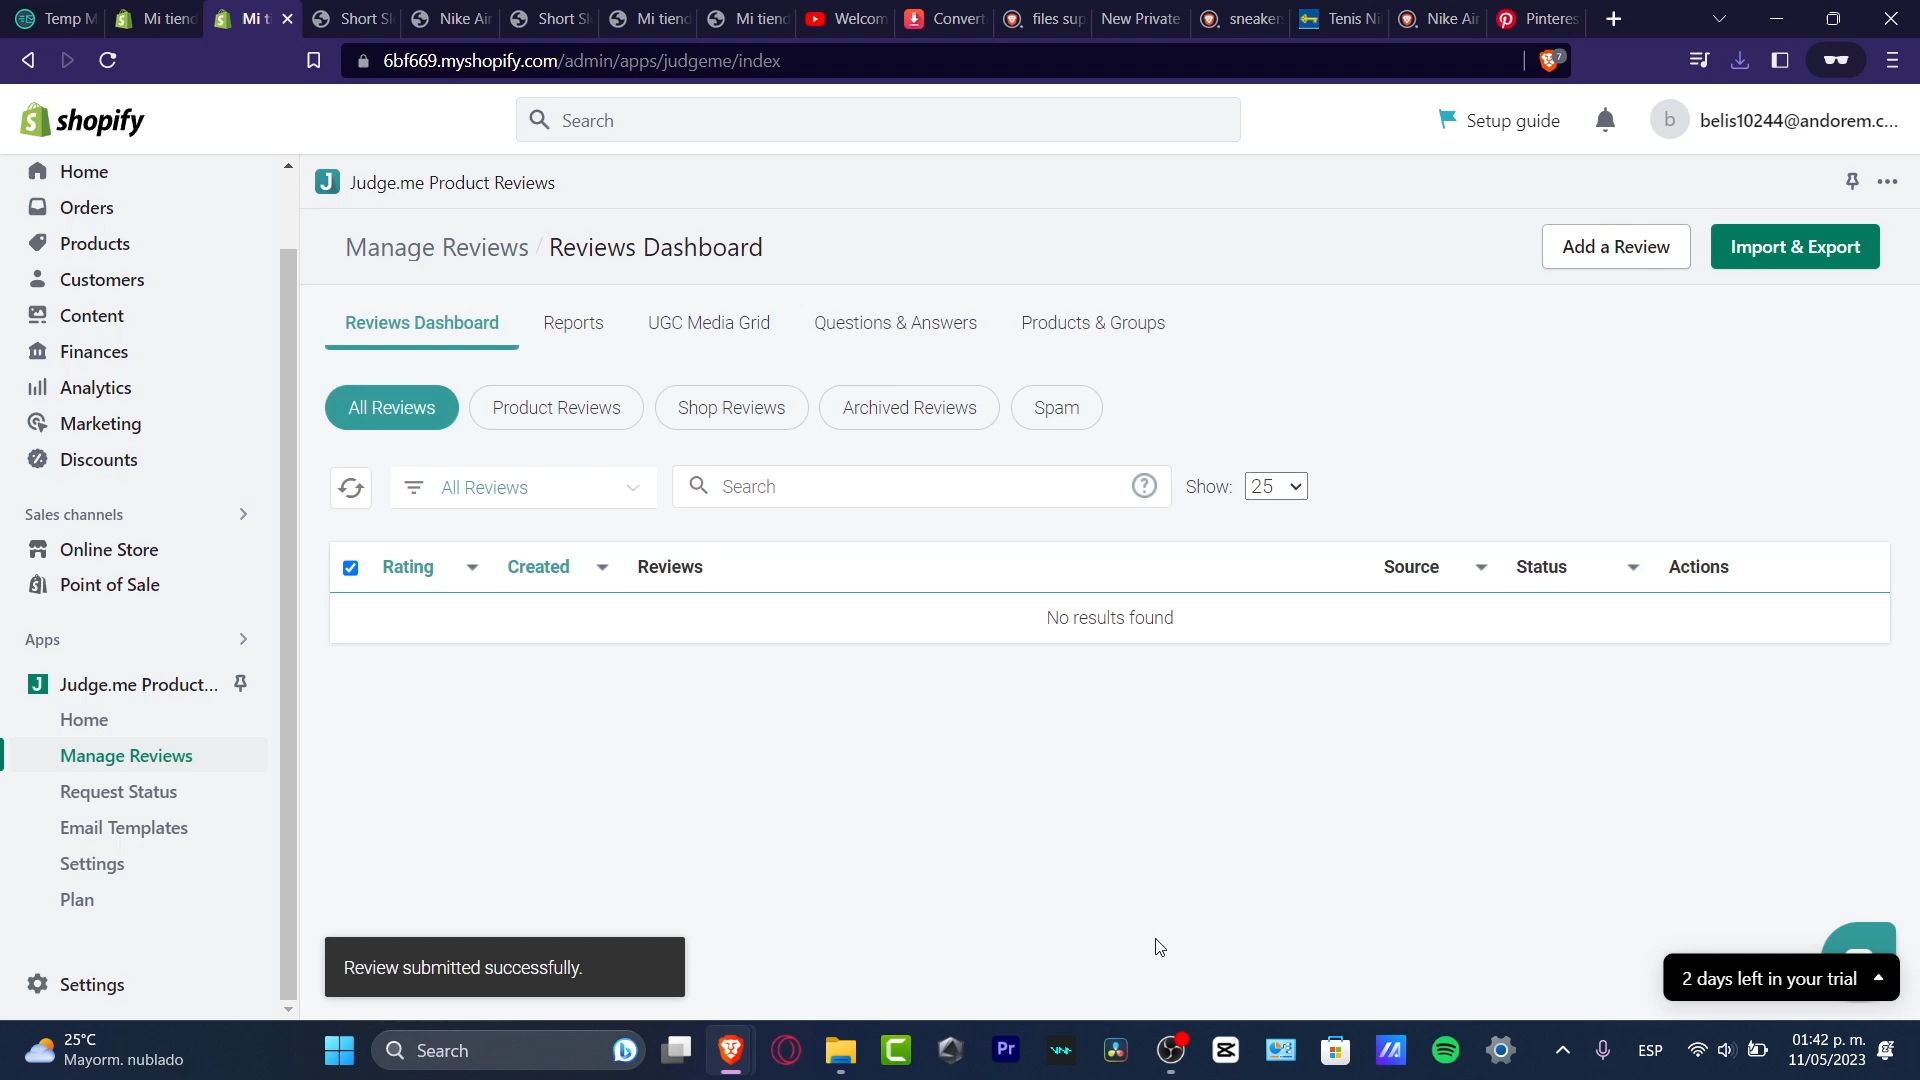 Temp M
Mi tiend
Mi ti
Short Sl
Nike Air
Short Sl
Mi tiend
Mi tiend
Welcom
Convert
files sup
New Private
sneaker
Tenis Ni
Nike Air
Pinteres
6bf669.myshopify.com/admin/apps/judgeme/index
7
shopify
Search
Setup guide
b
belis10244@andorem.c...
Home
Orders
Products
Customers
Content
Finances
Analytics
Marketing
Discounts
Sales channels
Online Store
Point of Sale
Apps
J Judge.me Product...
Home
Manage Reviews
Request Status
Email Templates
Settings
Plan
Settings
J Judge.me Product Reviews
Manage Reviews / Reviews Dashboard
Add a Review
Import & Export
Reviews Dashboard
Reports
UGC Media Grid
Questions & Answers
Products & Groups
All Reviews
Product Reviews
Shop Reviews
Archived Reviews
Spam
All Reviews
Search
Show: 25
Rating
Created
Reviews
Source
Status
Actions
No results found
Review submitted successfully.
2 days left in your trial
25°C
Mayorm. nublado
Search
Pr
ESP
01:42 p. m.
11/05/2023